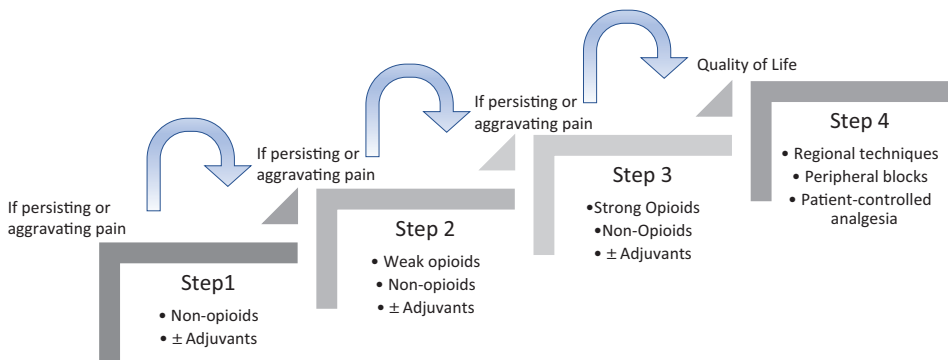 If persisting or
aggravating pain
Step1
• Non-opioids
• ± Adjuvants
If persisting or
aggravating pain
Step 2
• Weak opioids
• Non-opioids
• ± Adjuvants
If persisting or
aggravating pain
Step 3
•Strong Opioids
•Non-Opioids
• ± Adjuvants
Quality of Life
Step 4
• Regional techniques
• Peripheral blocks
• Patient-controlled
analgesia